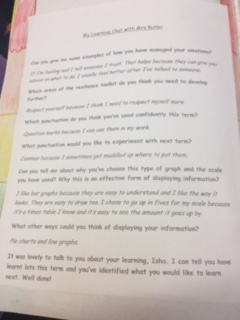 My Learning Chat with Mrs Butler
Can you give me some examples of how you have managed your emotions?
If I'm feeling sad I tell someone I trust. That helps because they can give you
advice on what to do. I usually feel better after I've talked to someone.
Which areas of the resilience toolkit do you think you need to develop
further?
Respect yourself because I think I need to respect myself more.
Which punctuation do you think you've used confidently this term?
Question marks because I can use them in my work.
What punctuation would you like to experiment with next term?
Commas because I sometimes get muddled up where to put them.
Can you tell me about why you've chosen this type of graph and the scale
you have used? Why this is an effective form of displaying information?
I like bar graphs because they are easy to understand and I like the way it
looks. They are easy to draw too. I chose to go up in fives for my scale because
it's a times table I know and it's easy to see the amount it goes up by.
What other ways could you think of displaying your information?
Pie charts and line graphs.
It was lovely to talk to you about your learning, Isha. I can tell you have
learnt lots this term and you've identified what you would like to learn
next. Well done!